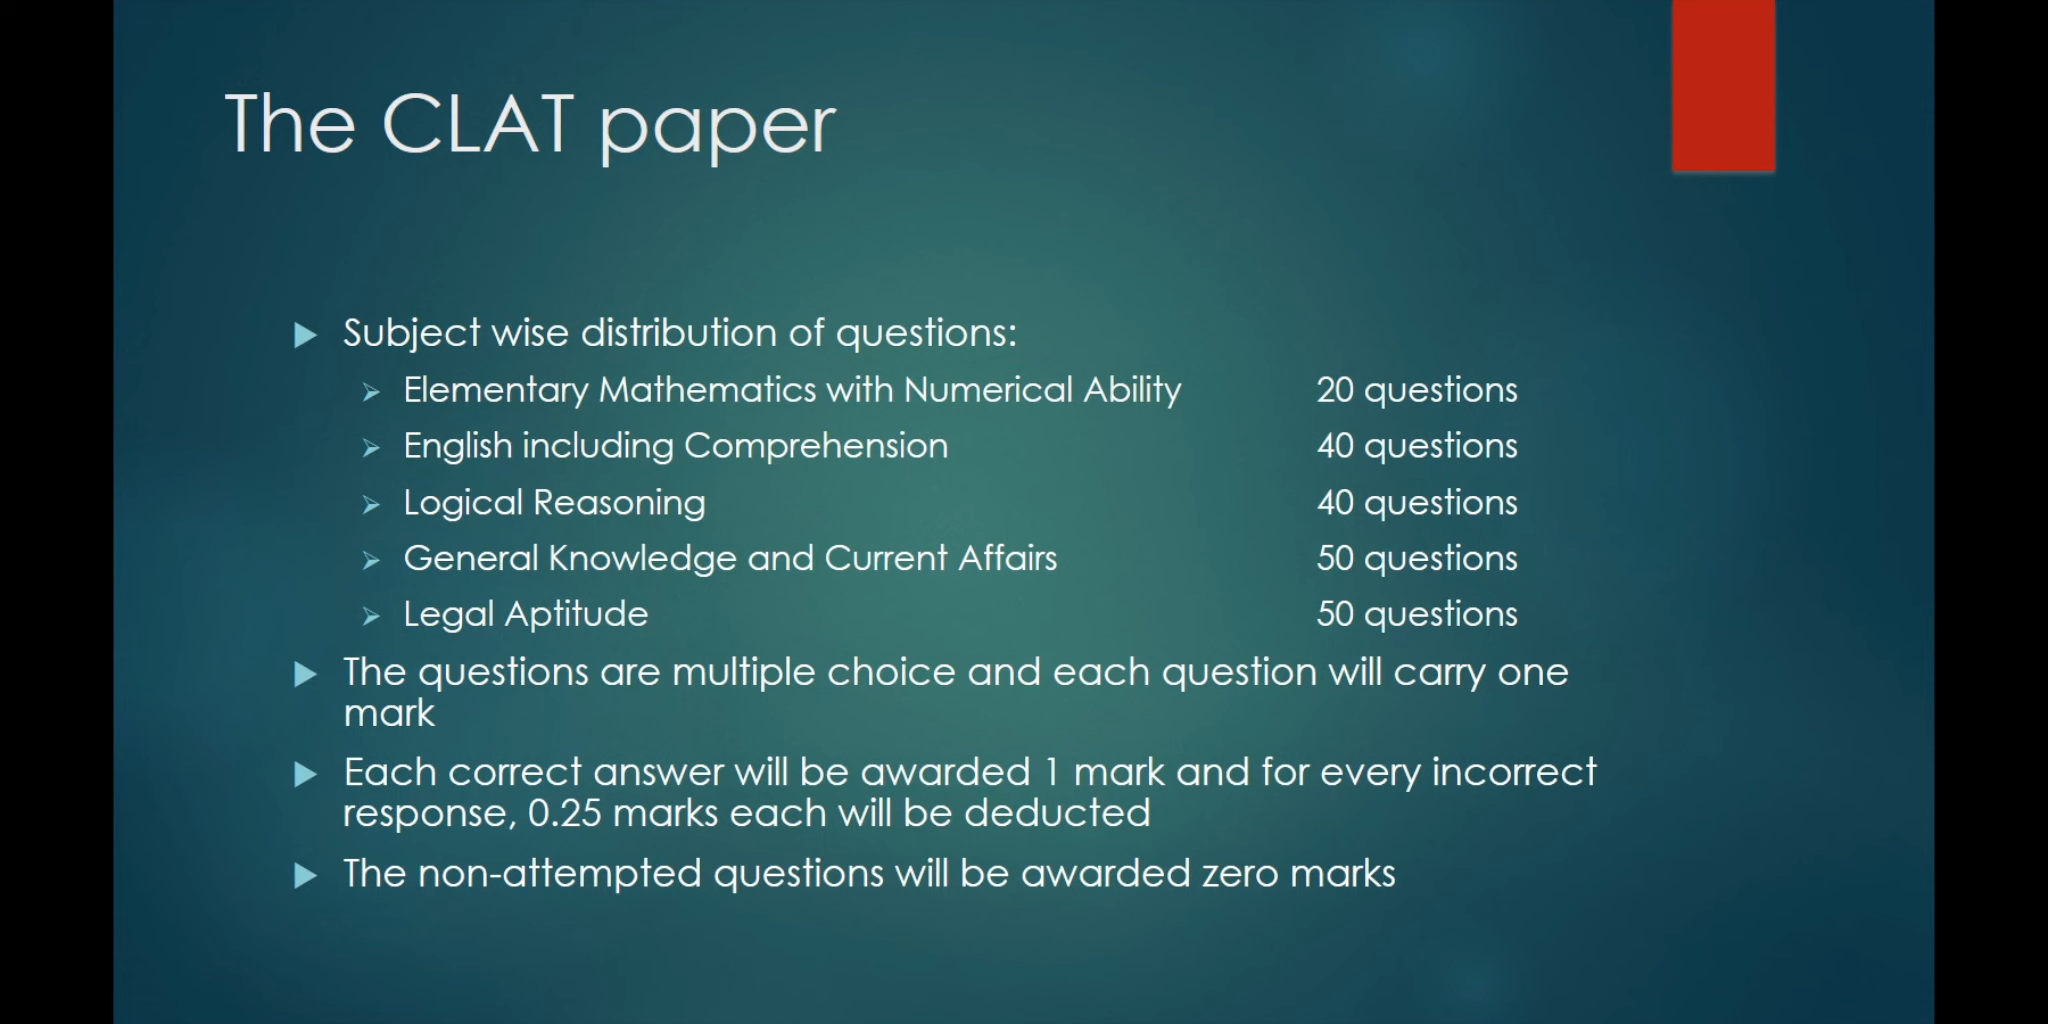 The CLAT paper
Subject wise distribution of questions:
Elementary Mathematics with Numerical Ability 20 questions
English including Comprehension 40 questions
Logical Reasoning 40 questions
General Knowledge and Current Affairs 50 questions
Legal Aptitude 50 questions
The questions are multiple choice and each question will carry one
mark
Each correct answer will be awarded 1 mark and for every incorrect
response, 0.25 marks each will be deducted
The non-attempted questions will be awarded zero marks